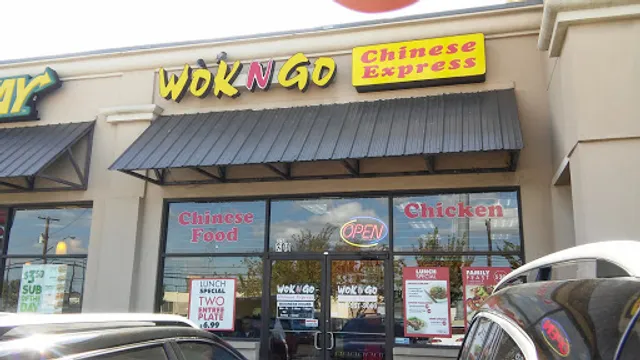 AY
WOK N GO
Chinese
Express
Chinese
Food
OPEN
Chicken
SUB
LUNCH
SPECIAL
TWO
ENTREE
PLATE
$6.99
WOK N GO
WOK N GO
LUNCH
SPECIAL
FAMILY
FEAST